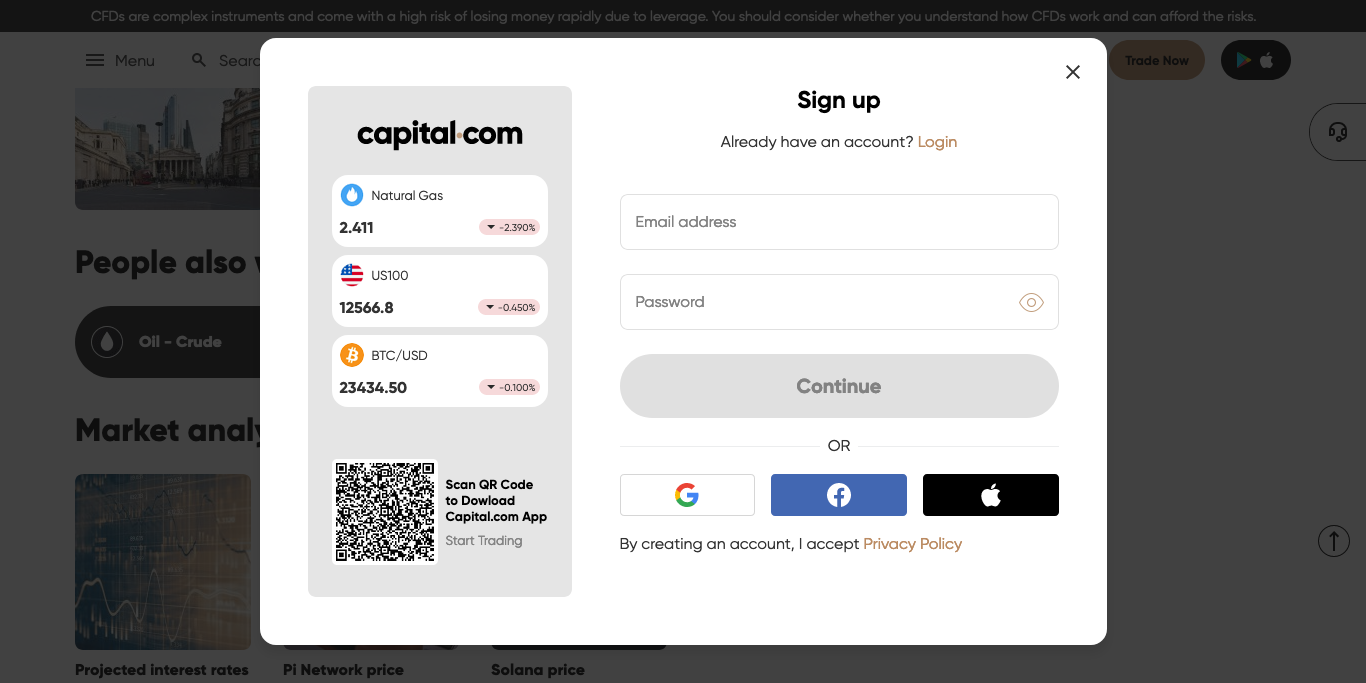 CFDs are complex instruments and come with a high risk of losing money rapidly due to leverage. You should consider whether you understand how CFDs work and can afford the risks.
Menu
Searc
Trade Now
People also w
Oil - Crude
Market analy
Projected interest rates
Pi Network price
Solana price
capital.com
Natural Gas
2.411
-2.390%
US100
12566.8
-0.450%
BTC/USD
23434.50
-0.100%
Scan QR Code
to Dowload
Capital.com App
Start Trading
Sign up
Already have an account? Login
Email address
Password
Continue
OR
By creating an account, I accept Privacy Policy